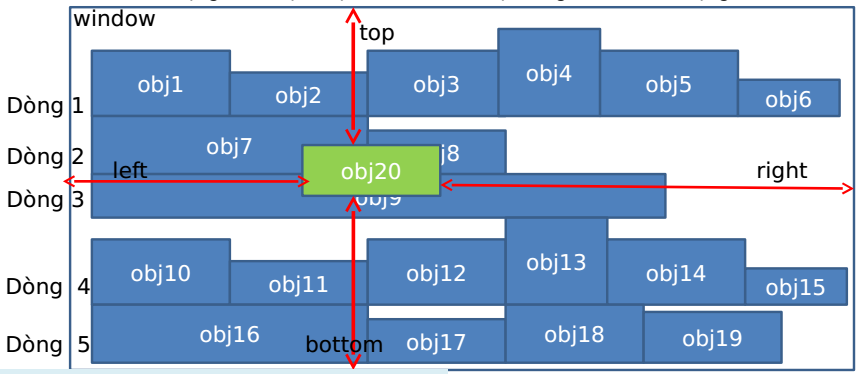 window
top
obj1
obj2
obj3
obj4
obj5
obj6
Dòng 1
Dòng 2
obj7
obj20
j8
left
right
Dòng 3
obj9
Dòng 4
obj10
obj11
obj12
obj13
obj14
obj15
Dòng 5
obj16
bottom
obj17
obj18
obj19